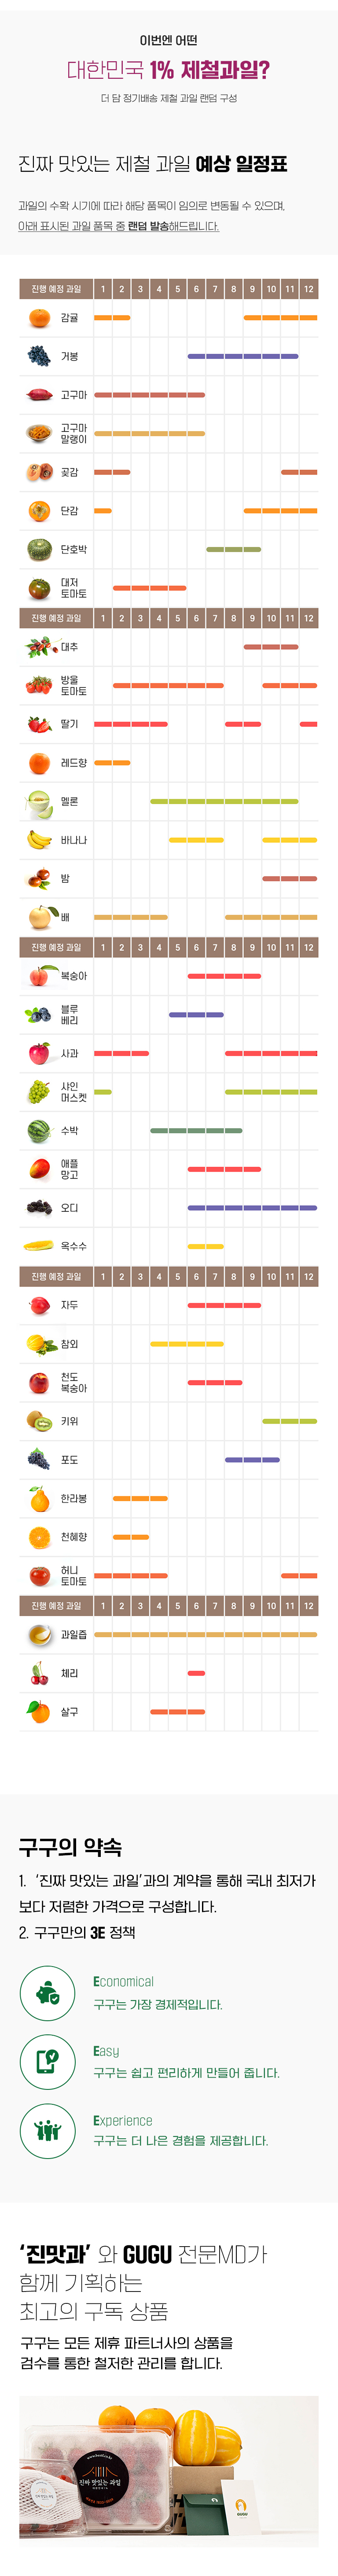 이번엔 어떤
대한민국 1% 제철과일?
더 담 정기배송 제철 과일 랜덤 구성
진짜 맛있는 제철 과일 예상 일정표
과일의 수확 시기에 따라 해당 품목이 임의로 변동될 수 있으며,
아래 표시된 과일 품목 중 랜덤 발송해드립니다.
진행 예정 과일 1 2 3 4 5 6 7 8 9 10 11 12
감귤
거봉
고구마
고구마
말랭이
곶감
단감
단호박
대저
토마토
진행 예정 과일 1 2 3 4 5 6 7 8 9 10 11 12
대추
방울
토마토
딸기
레드향
멜론
바나나
밤
배
진행 예정 과일 1 2 3 4 5 6 7 8 9 10 11 12
복숭아
블루
베리
사과
샤인
머스켓
수박
애플
망고
오디
옥수수
진행 예정 과일 1 2 3 4 5 6 7 8 9 10 11 12
자두
참외
천도
복숭아
키위
포도
한라봉
천혜향
허니
토마토
진행 예정 과일 1 2 3 4 5 6 7 8 9 10 11 12
과일즙
체리
살구
구구의 약속
1. '진짜 맛있는 과일'과의 계약을 통해 국내 최저가
보다 저렴한 가격으로 구성합니다.
2. 구구만의 3E 정책
Economical
구구는 가장 경제적입니다.
Easy
구구는 쉽고 편리하게 만들어 줍니다.
Experience
구구는 더 나은 경험을 제공합니다.
'진맛과' 와 GUGU 전문MD가
함께 기획하는
최고의 구독 상품
구구는 모든 제휴 파트너사의 상품을
검수를 통한 철저한 관리를 합니다.
진짜 맛있는 과일
GUGU